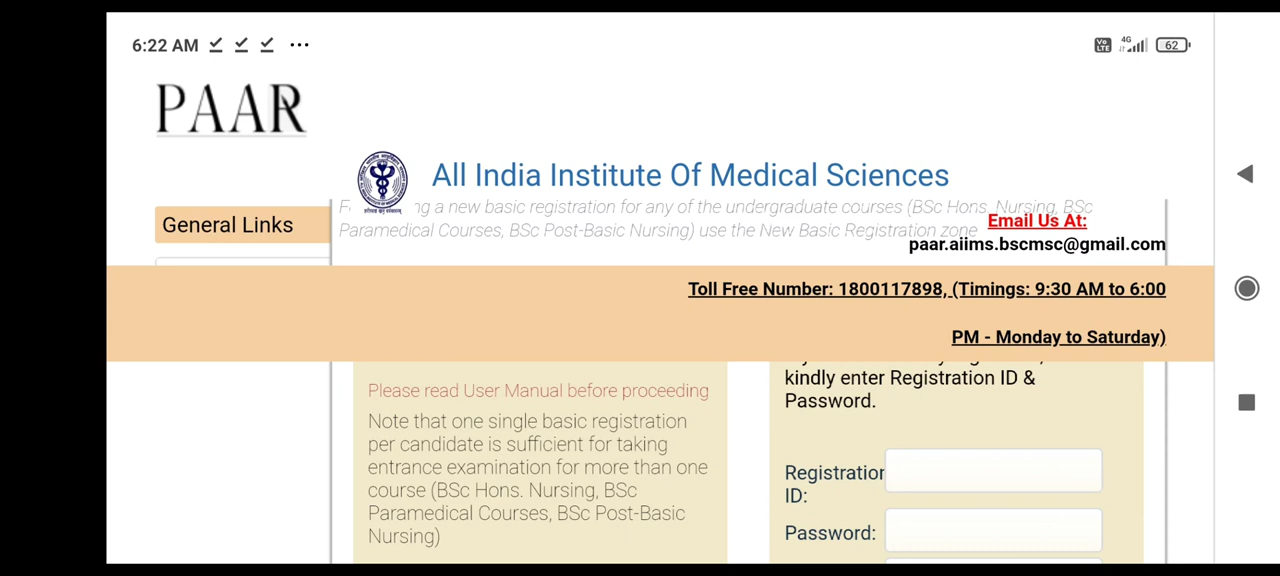 6:22 AM
Vo LTE 4G 62
PAAR
All India Institute Of Medical Sciences
General Links
ng a new basic registration for any of the undergraduate courses (BSc Hons. Nursing, BSc
Paramedical Courses, BSc Post-Basic Nursing) use the New Basic Registration zone
Email Us At:
paar.aiims.bscmsc@gmail.com
Toll Free Number: 1800117898, (Timings: 9:30 AM to 6:00
PM - Monday to Saturday)
Please read User Manual before proceeding
Note that one single basic registration
per candidate is sufficient for taking
entrance examination for more than one
course (BSc Hons. Nursing, BSc
Paramedical Courses, BSc Post-Basic
Nursing)
kindly enter Registration ID &
Password.
Registration
ID:
Password: